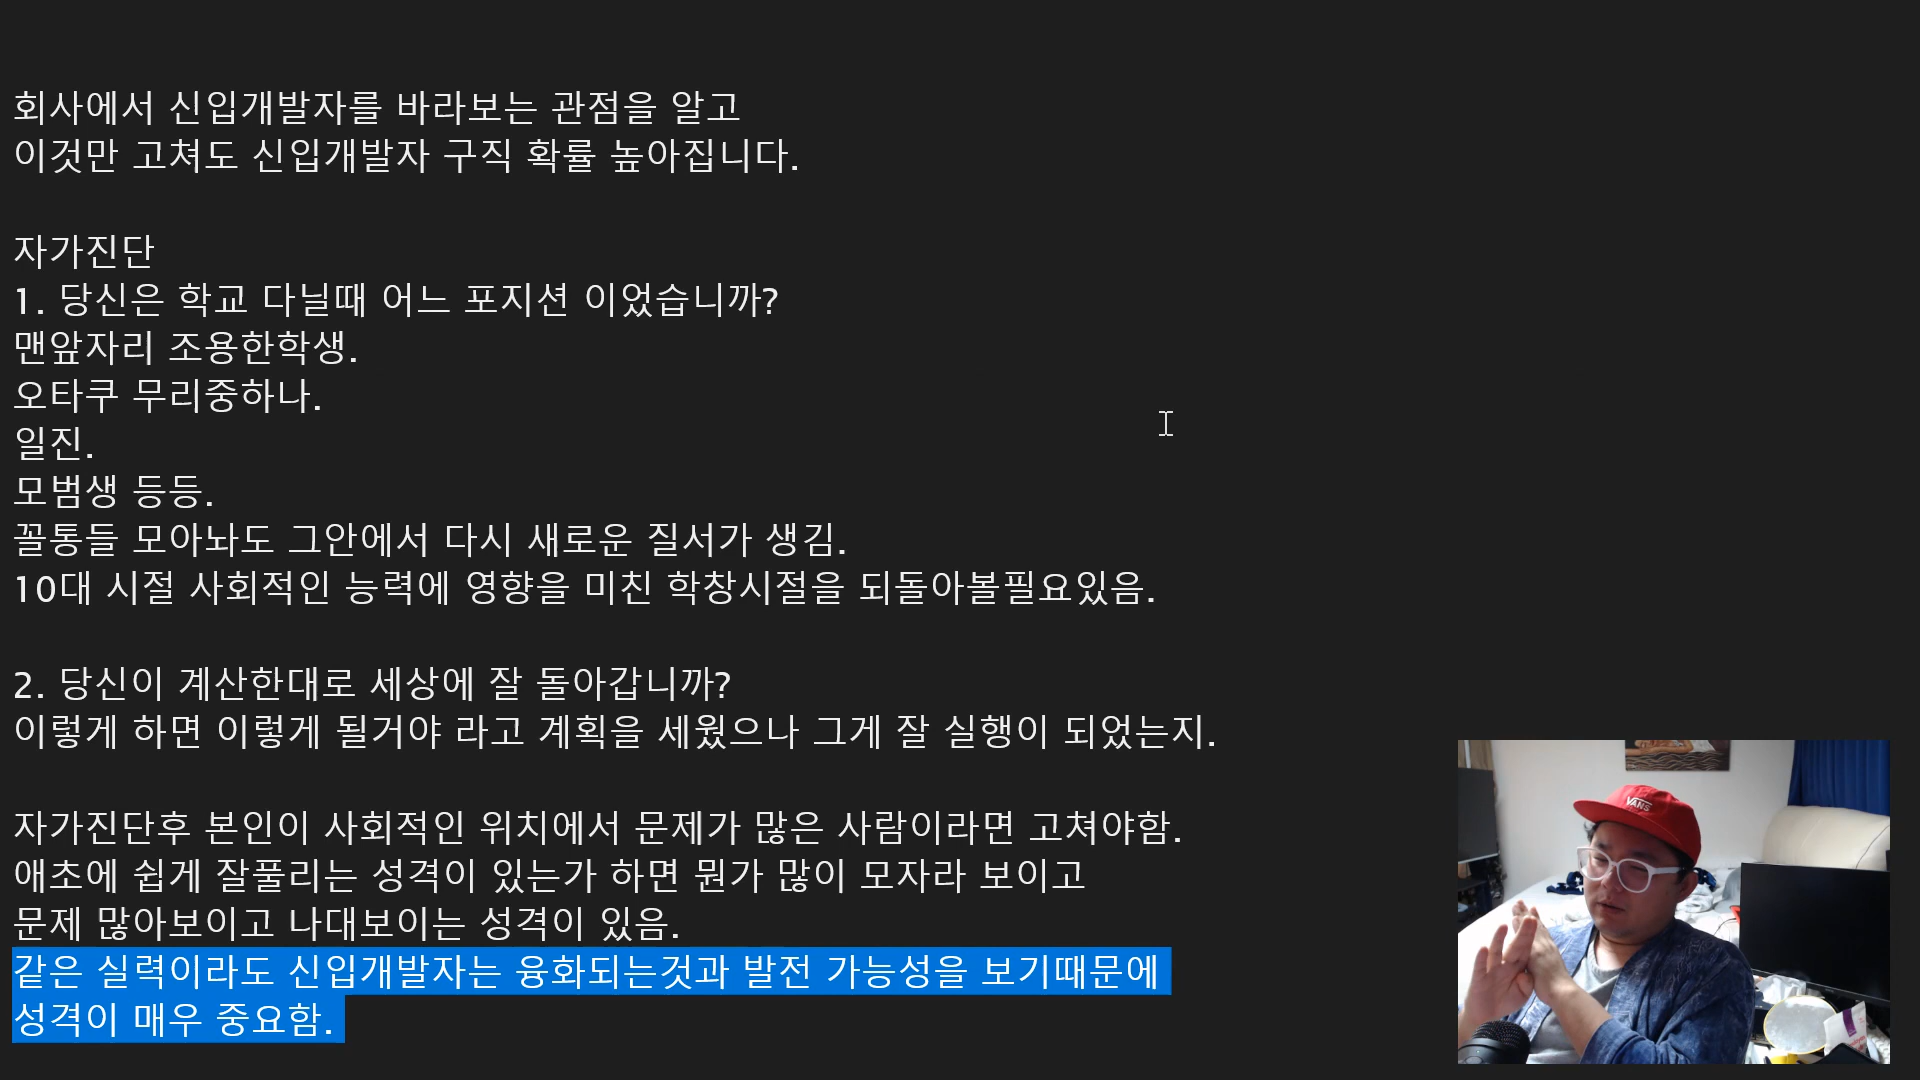 회사에서 신입개발자를 바라보는 관점을 알고
이것만 고쳐도 신입개발자 구직 확률 높아집니다.
자가진단
1. 당신은 학교 다닐때 어느 포지션 이었습니까?
맨앞자리 조용한학생.
오타쿠 무리중하나.
일진.
모범생 등등.
꼴통들 모아놔도 그안에서 다시 새로운 질서가 생김.
10대 시절 사회적인 능력에 영향을 미친 학창시절을 되돌아볼필요있음.
2. 당신이 계산한대로 세상에 잘 돌아갑니까?
이렇게 하면 이렇게 될거야 라고 계획을 세웠으나 그게 잘 실행이 되었는지.
자가진단후 본인이 사회적인 위치에서 문제가 많은 사람이라면 고쳐야함.
애초에 쉽게 잘풀리는 성격이 있는가 하면 뭔가 많이 모자라 보이고
문제 많아보이고 나대보이는 성격이 있음.
같은 실력이라도 신입개발자는 융화되는것과 발전 가능성을 보기때문에
성격이 매우 중요함.
VANS